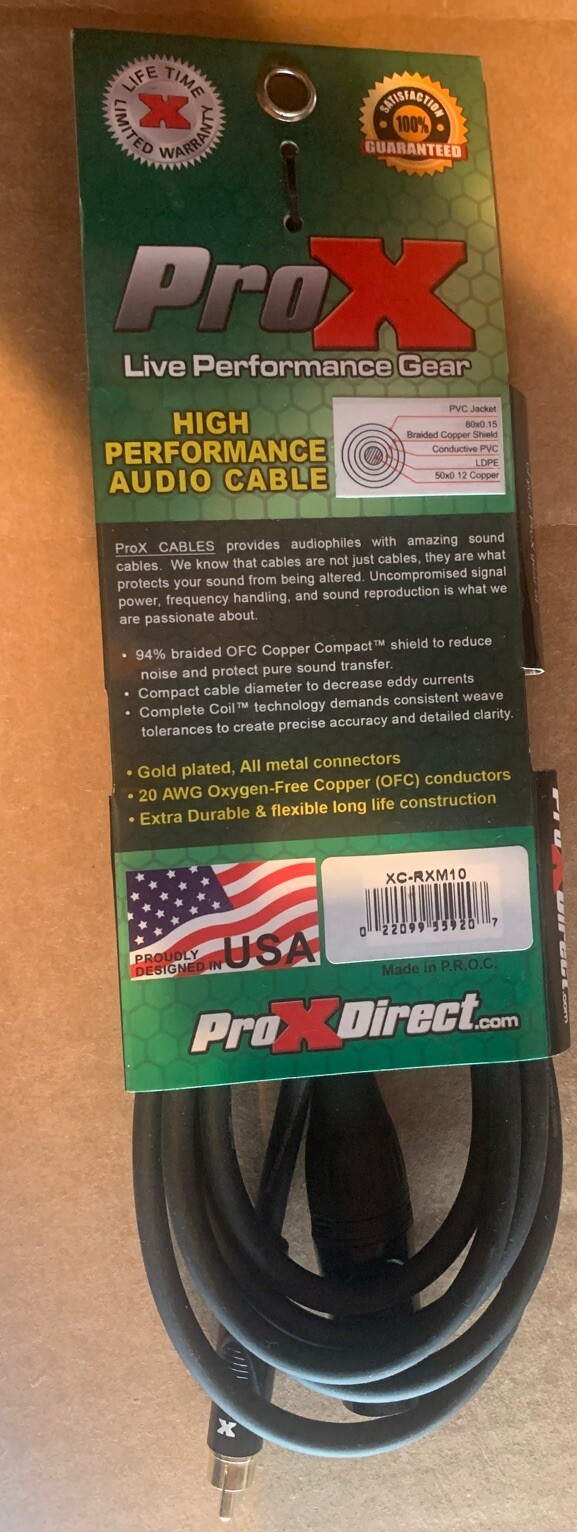 LIFE TIME
X
LIMITED WARRANTY
SATISFACTION
100%
GUARANTEED
ProX
Live Performance Gear
HIGH
PERFORMANCE
AUDIO CABLE
PVC Jacket
80x0.15
Braided Copper Shield
Conductive PVC
LDPE
50x0.12 Copper
ProX CABLES provides audiophiles with amazing sound
cables. We know that cables are not just cables, they are what
protects your sound from being altered. Uncompromised signal
power, frequency handling, and sound reproduction is what we
are passionate about.
• 94% braided OFC Copper Compact™ shield to reduce
noise and protect pure sound transfer.
• Compact cable diameter to decrease eddy currents
• Complete Coil™ technology demands consistent weave
tolerances to create precise accuracy and detailed clarity.
• Gold plated, All metal connectors
• 20 AWG Oxygen-Free Copper (OFC) conductors
• Extra Durable & flexible long life construction
PROUDLY
DESIGNED IN USA
XC-RXM10
0 22099 55920 7
Made in P.R.O.C.
ProXDirect.com
ProXDirect.com
X